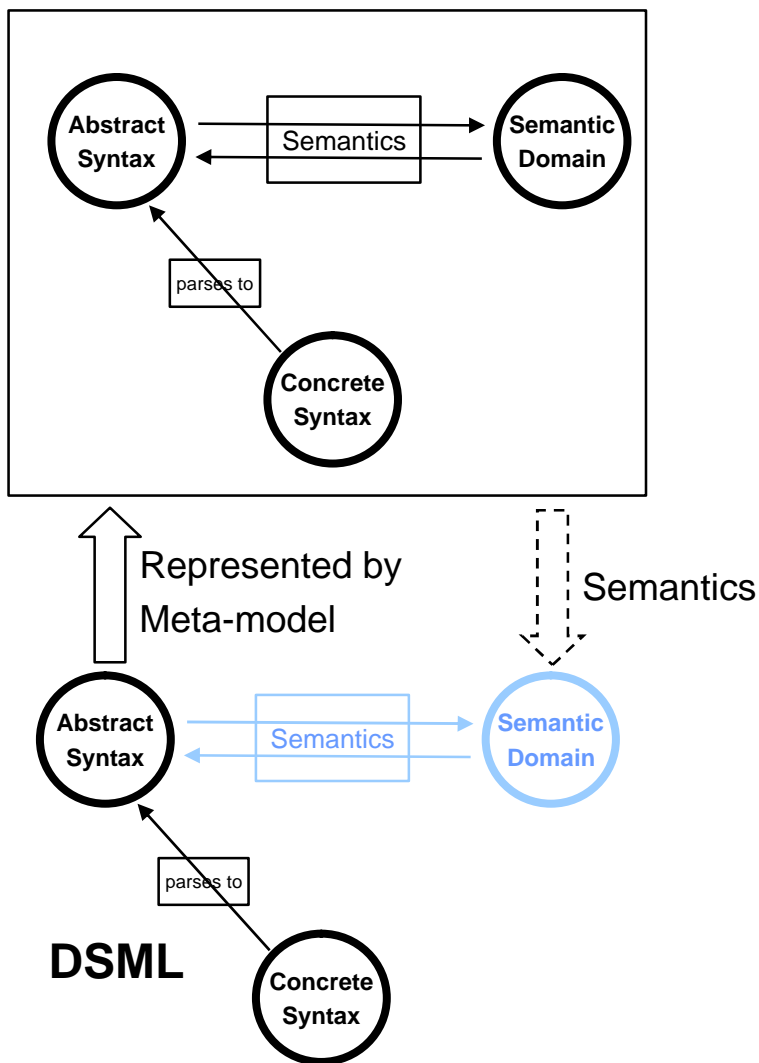 Abstract
Syntax
Semantics
Semantic
Domain
parses to
Concrete
Syntax
Represented by
Meta-model
Semantics
Abstract
Syntax
Semantics
Semantic
Domain
parses to
DSML
Concrete
Syntax